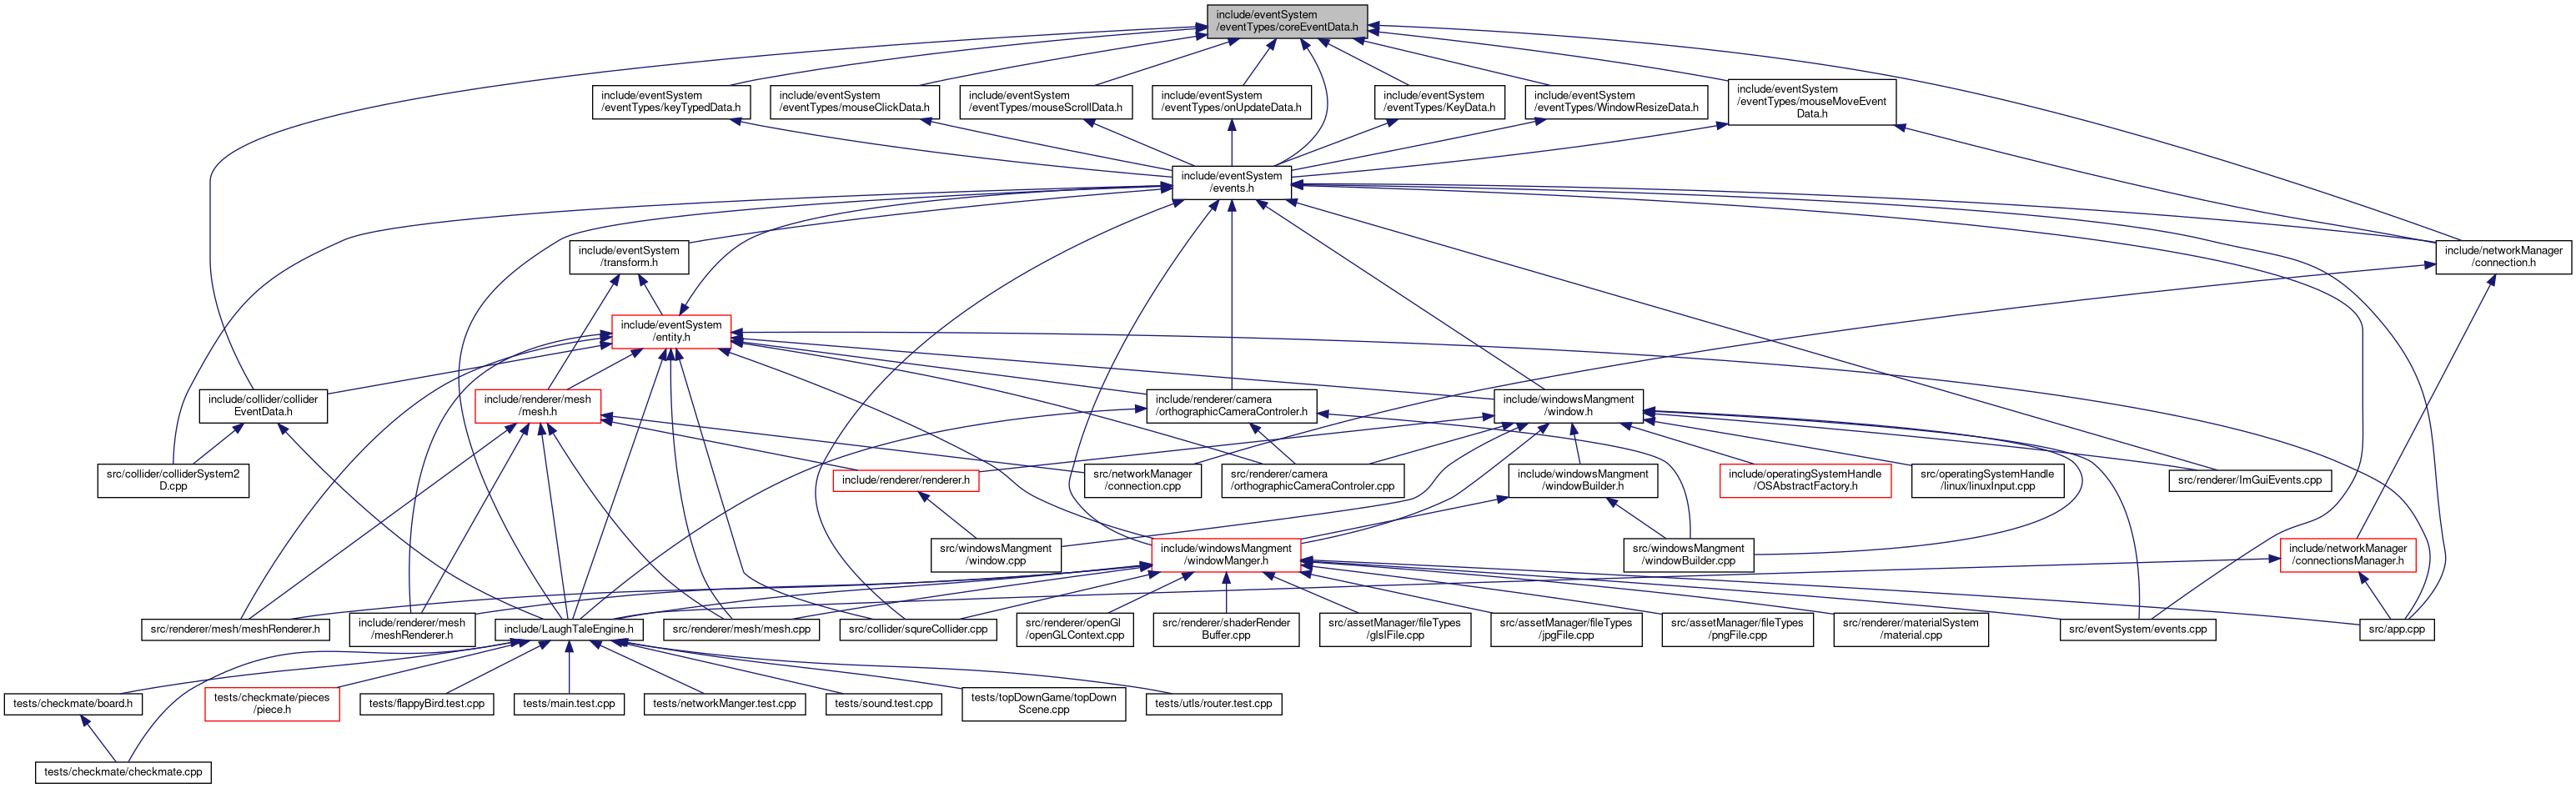 include/eventSystem
/eventTypes/coreEventData.h
include/eventSystem
/eventTypes/keyTypedData.h
include/eventSystem
/eventTypes/mouseClickData.h
include/eventSystem
/eventTypes/mouseScrollData.h
include/eventSystem
/eventTypes/onUpdateData.h
include/eventSystem
/eventTypes/KeyData.h
include/eventSystem
/eventTypes/WindowResizeData.h
include/eventSystem
/eventTypes/mouseMoveEvent
Data.h
include/eventSystem
/events.h
include/eventSystem
/transform.h
include/networkManager
/connection.h
include/eventSystem
/entity.h
include/collider/collider
EventData.h
include/renderer/mesh
/mesh.h
include/renderer/camera
/orthographicCameraControler.h
include/windowsMangment
/window.h
src/collider/colliderSystem2
D.cpp
include/renderer/renderer.h
src/networkManager
/connection.cpp
src/renderer/camera
/orthographicCameraControler.cpp
include/windowsMangment
/windowBuilder.h
include/operatingSystemHandle
/OSAbstractFactory.h
src/operatingSystemHandle
/linux/linuxInput.cpp
src/renderer/ImGuiEvents.cpp
src/windowsMangment
/window.cpp
include/windowsMangment
/windowManger.h
src/windowsMangment
/windowBuilder.cpp
include/networkManager
/connectionsManager.h
src/renderer/mesh/meshRenderer.h
include/renderer/mesh
/meshRenderer.h
include/LaughTaleEngine.h
src/renderer/mesh/mesh.cpp
src/collider/squreCollider.cpp
src/renderer/openGl
/openGLContext.cpp
src/renderer/shaderRender
Buffer.cpp
src/assetManager/fileTypes
/glslFile.cpp
src/assetManager/fileTypes
/jpgFile.cpp
src/assetManager/fileTypes
/pngFile.cpp
src/renderer/materialSystem
/material.cpp
src/eventSystem/events.cpp
src/app.cpp
tests/checkmate/board.h
tests/checkmate/pieces
/piece.h
tests/flappyBird.test.cpp
tests/main.test.cpp
tests/networkManger.test.cpp
tests/sound.test.cpp
tests/topDownGame/topDown
Scene.cpp
tests/utls/router.test.cpp
tests/checkmate/checkmate.cpp